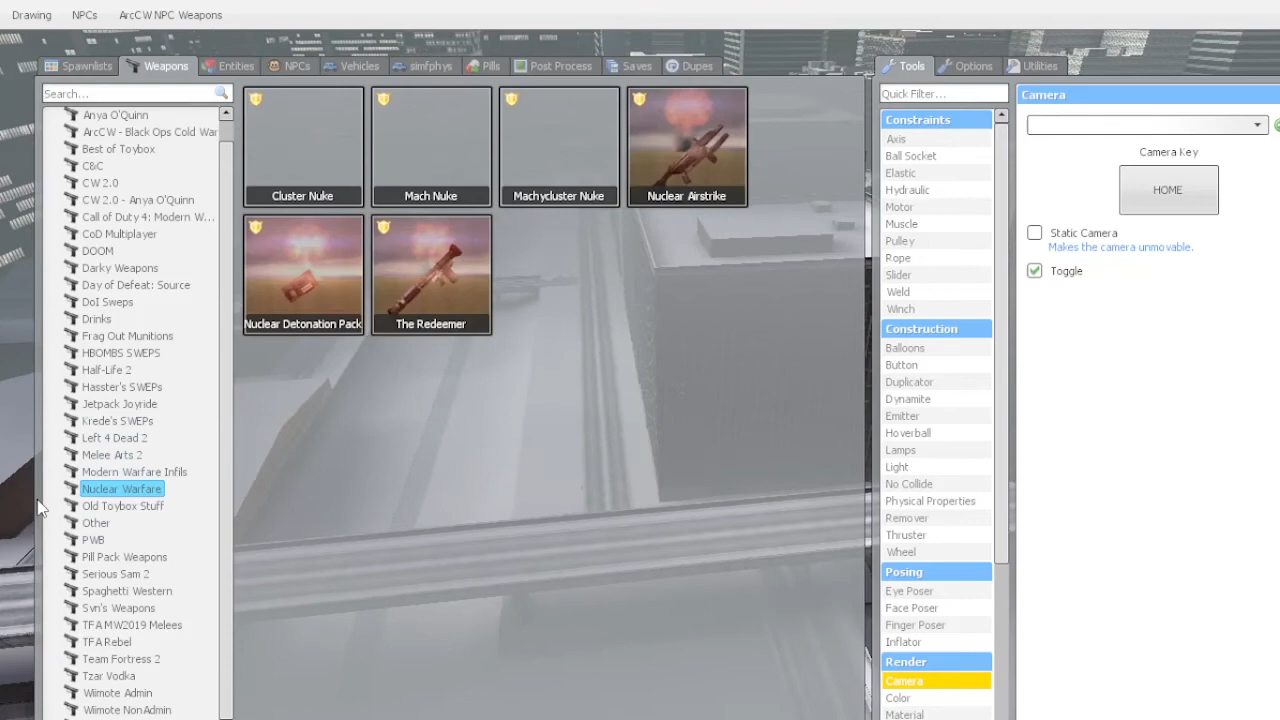 Drawing NPCs ArcCW NPC Weapons
Spawnlists Weapons Entities NPCs Vehicles simfphys Pills Post Process Saves Dupes
Search...
Anya O'Quinn
ArcCW - Black Ops Cold War
Best of Toybox
C&C
CW 2.0
CW 2.0 - Anya O'Quinn
Call of Duty 4: Modern W...
CoD Multiplayer
DOOM
Darky Weapons
Day of Defeat: Source
DoI Sweps
Drinks
Frag Out Munitions
HBOMBS SWEPS
Half-Life 2
Hasster's SWEPs
Jetpack Joyride
Krede's SWEPs
Left 4 Dead 2
Melee Arts 2
Modern Warfare Infils
Nuclear Warfare
Old Toybox Stuff
Other
PWB
Pill Pack Weapons
Serious Sam 2
Spaghetti Western
Svn's Weapons
TFA MW2019 Melees
TFA Rebel
Team Fortress 2
Tzar Vodka
Wiimote Admin
Wiimote NonAdmin
Cluster Nuke
Mach Nuke
Machycluster Nuke
Nuclear Airstrike
Nuclear Detonation Pack
The Redeemer
Tools Options Utilities
Quick Filter...
Constraints
Axis
Ball Socket
Elastic
Hydraulic
Motor
Muscle
Pulley
Rope
Slider
Weld
Winch
Construction
Balloons
Button
Duplicator
Dynamite
Emitter
Hoverball
Lamps
Light
No Collide
Physical Properties
Remover
Thruster
Wheel
Posing
Eye Poser
Face Poser
Finger Poser
Inflator
Render
Camera
Color
Material
Camera
Camera Key
HOME
Static Camera
Makes the camera unmovable.
Toggle